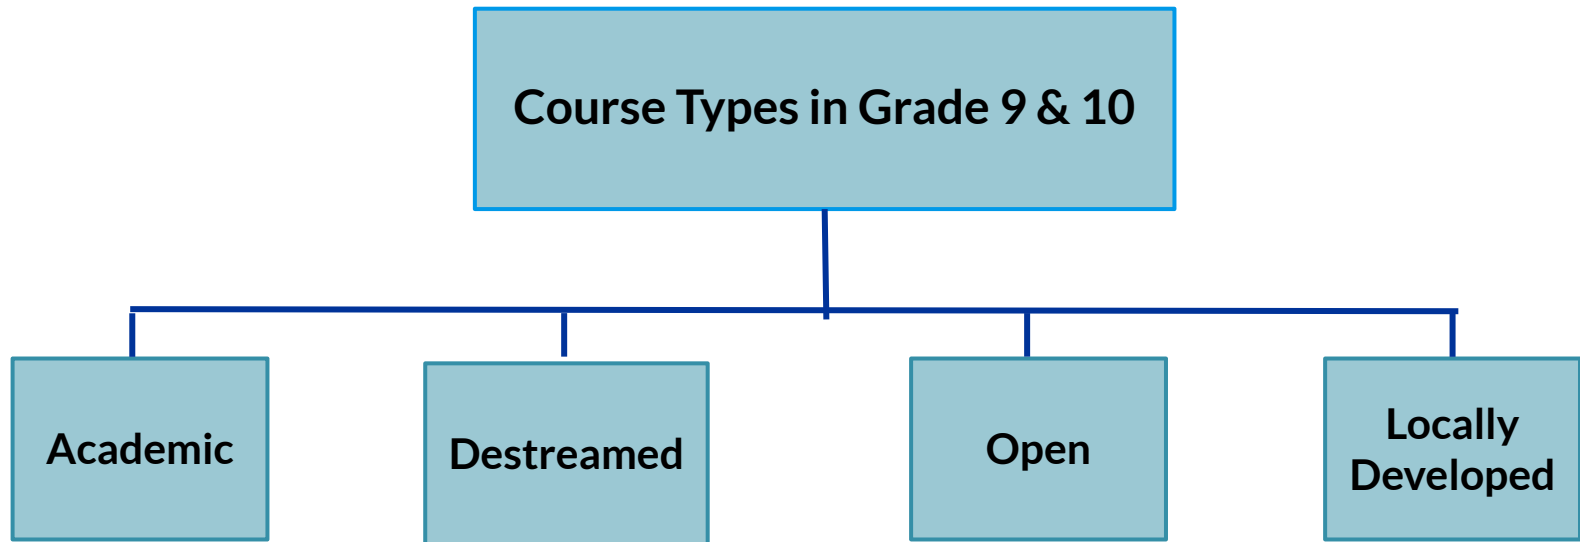 Course Types in Grade 9 & 10
Academic
Destreamed
Open
Locally
Developed